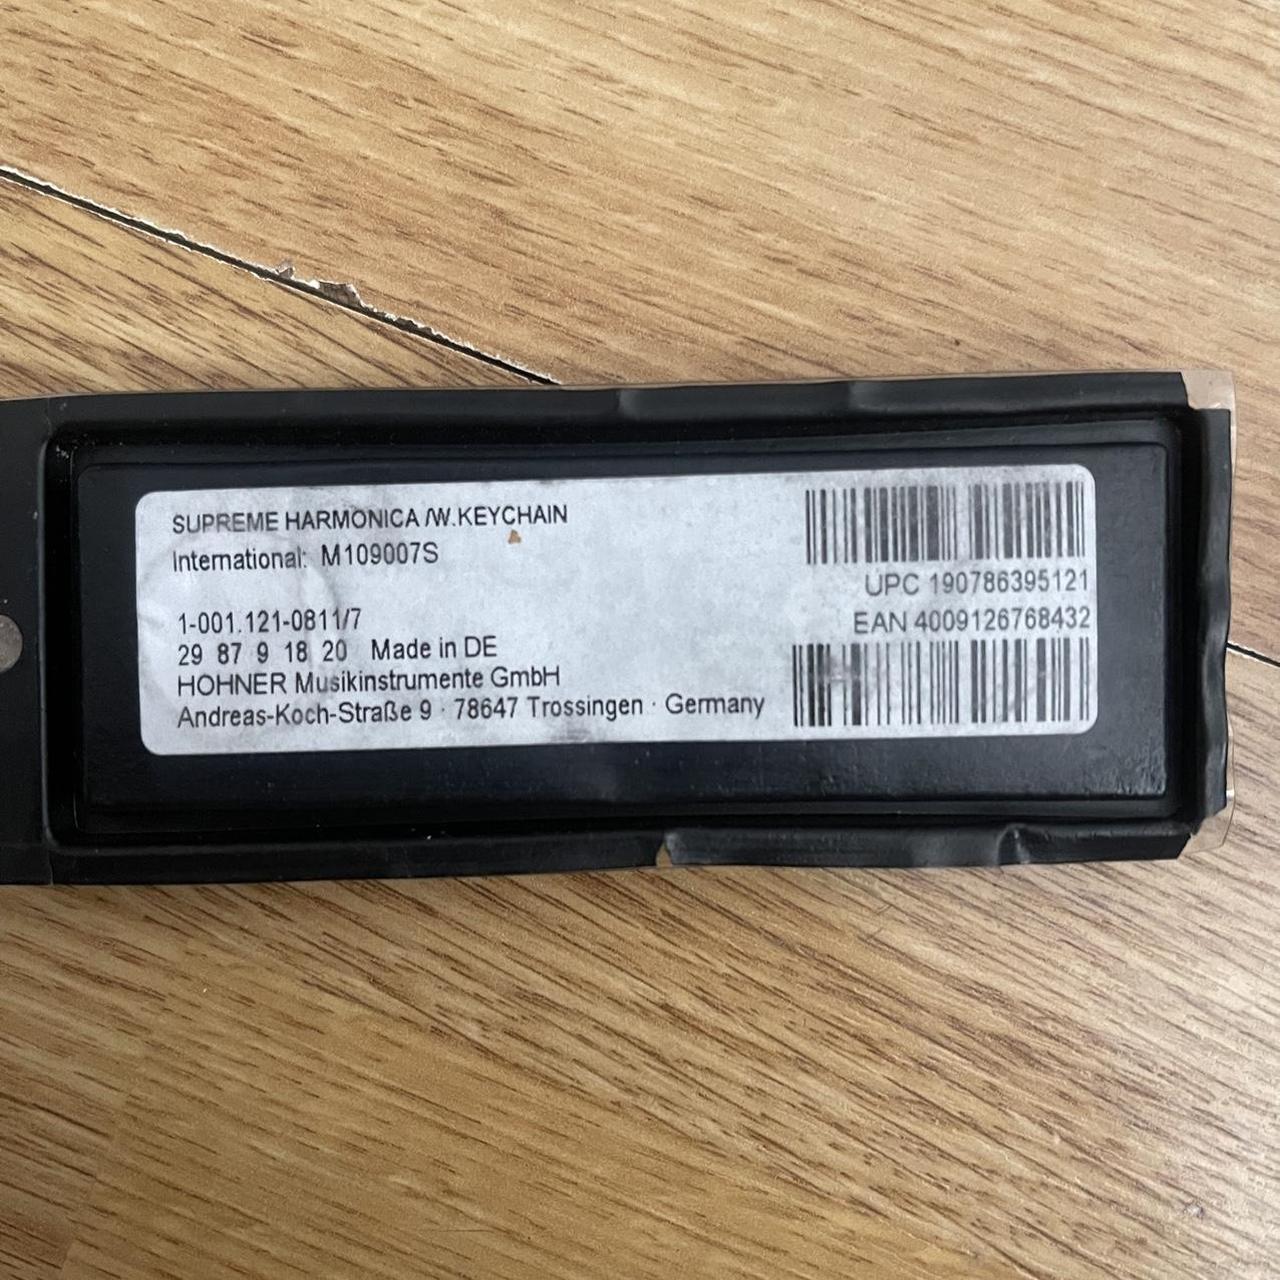 SUPREME HARMONICA /W.KEYCHAIN
International: M109007S
1-001.121-0811/7
29 87 9 18 20 Made in DE
HOHNER Musikinstrumente GmbH
Andreas-Koch-Straße 9 · 78647 Trossingen · Germany
UPC 190786395121
EAN 4009126768432